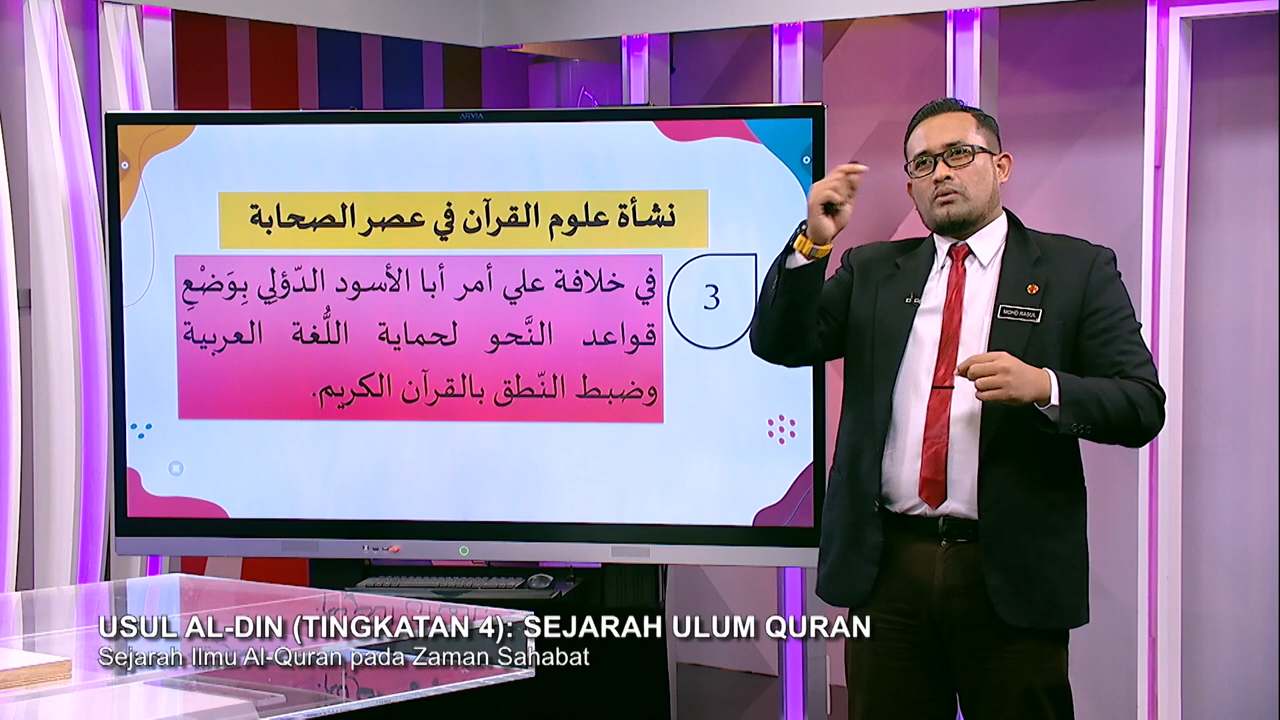 ARVIA
نشأة علوم القرآن في عصر الصحابة
3
في خلافة علي أمر أبا الأسود الدّؤلي بِوَضْعِ
قواعد النَّحو لحماية اللُّغة العربية
وضبط النّطق بالقرآن الكريم.
MOHD RASUL
USUL AL-DIN (TINGKATAN 4): SEJARAH ULUM QURAN
Sejarah Ilmu Al-Quran pada Zaman Sahabat